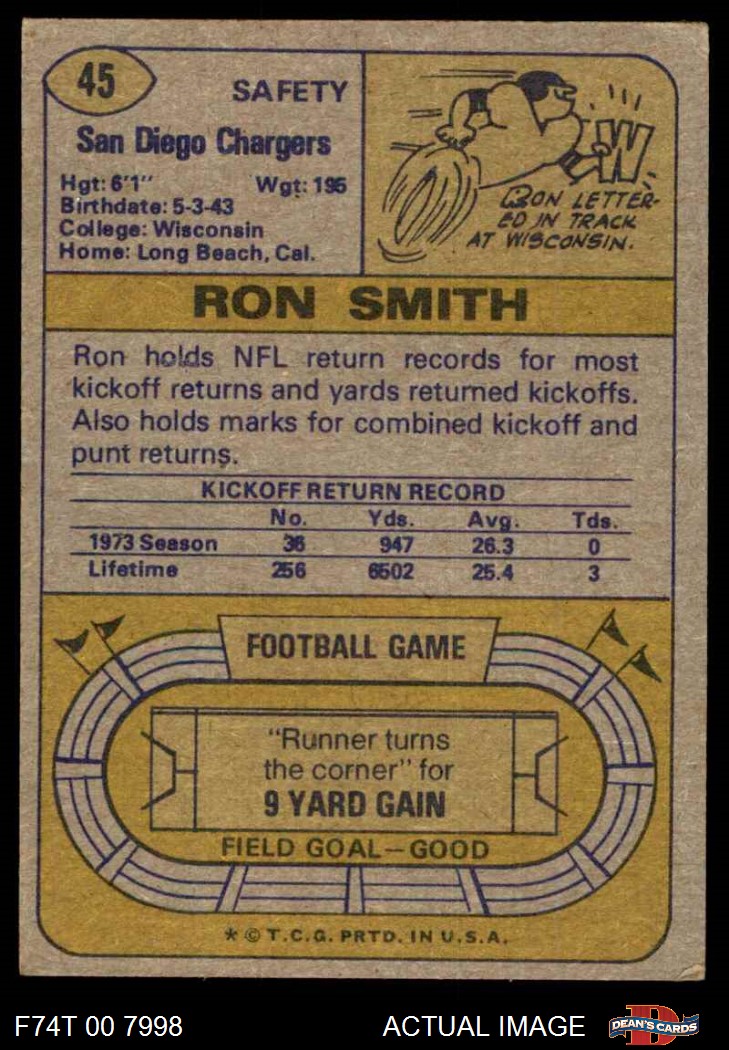 45
SAFETY
San Diego Chargers
Hgt: 6'1" Wgt: 195
Birthdate: 5-3-43
College: Wisconsin
Home: Long Beach, Cal.
W
RON LETTER-
ED IN TRACK
AT WISCONSIN.
RON SMITH
Ron holds NFL return records for most
kickoff returns and yards returned kickoffs.
Also holds marks for combined kickoff and
punt returns.
KICKOFF RETURN RECORD
No. Yds. Avg. Tds.
1973 Season 36 947 26.3 0
Lifetime 256 6502 25.4 3
FOOTBALL GAME
"Runner turns
the corner" for
9 YARD GAIN
FIELD GOAL—GOOD
* © T.C.G. PRTD. IN U.S.A.
F74T 00 7998 ACTUAL IMAGE D DEAN'S CARDS